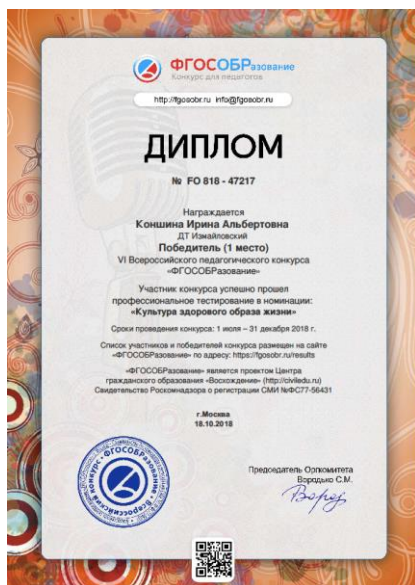 ФГОСОБРазование
Конкурс для педагогов
http://fgosobr.ru info@fgosobr.ru
ДИПЛОМ
№ FO 818 - 47217
Награждается
Коншина Ирина Альбертовна
ДТ Измайловский
Победитель (1 место)
VI Всероссийского педагогического конкурса
«ФГОСОБРазование»
Участник конкурса успешно прошел
профессиональное тестирование в номинации:
«Культура здорового образа жизни»
Сроки проведения конкурса: 1 июля – 31 декабря 2018 г.
Список участников и победителей конкурса размещен на сайте
«ФГОСОБРазование» по адресу: https://fgosobr.ru/results
«ФГОСОБРазование» является проектом Центра
гражданского образования «Восхождение» (http://civiledu.ru)
Свидетельство Роскомнадзора о регистрации СМИ №ФС77-56431
г.Москва
18.10.2018
Председатель Оргкомитета
Вородько С.М.
Всероссийский конкурс • ФГОСОБРазование •